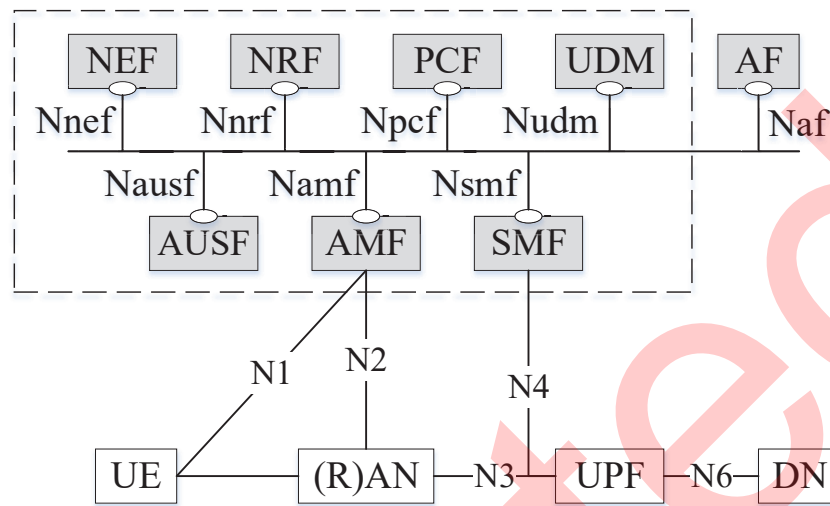 NEF NRF PCF UDM AF
Nnef Nnrf Npcf Nudm Naf
Nausf Namf Nsmf
AUSF AMF SMF
N1 N2 N4
UE (R)AN N3 UPF N6 DN